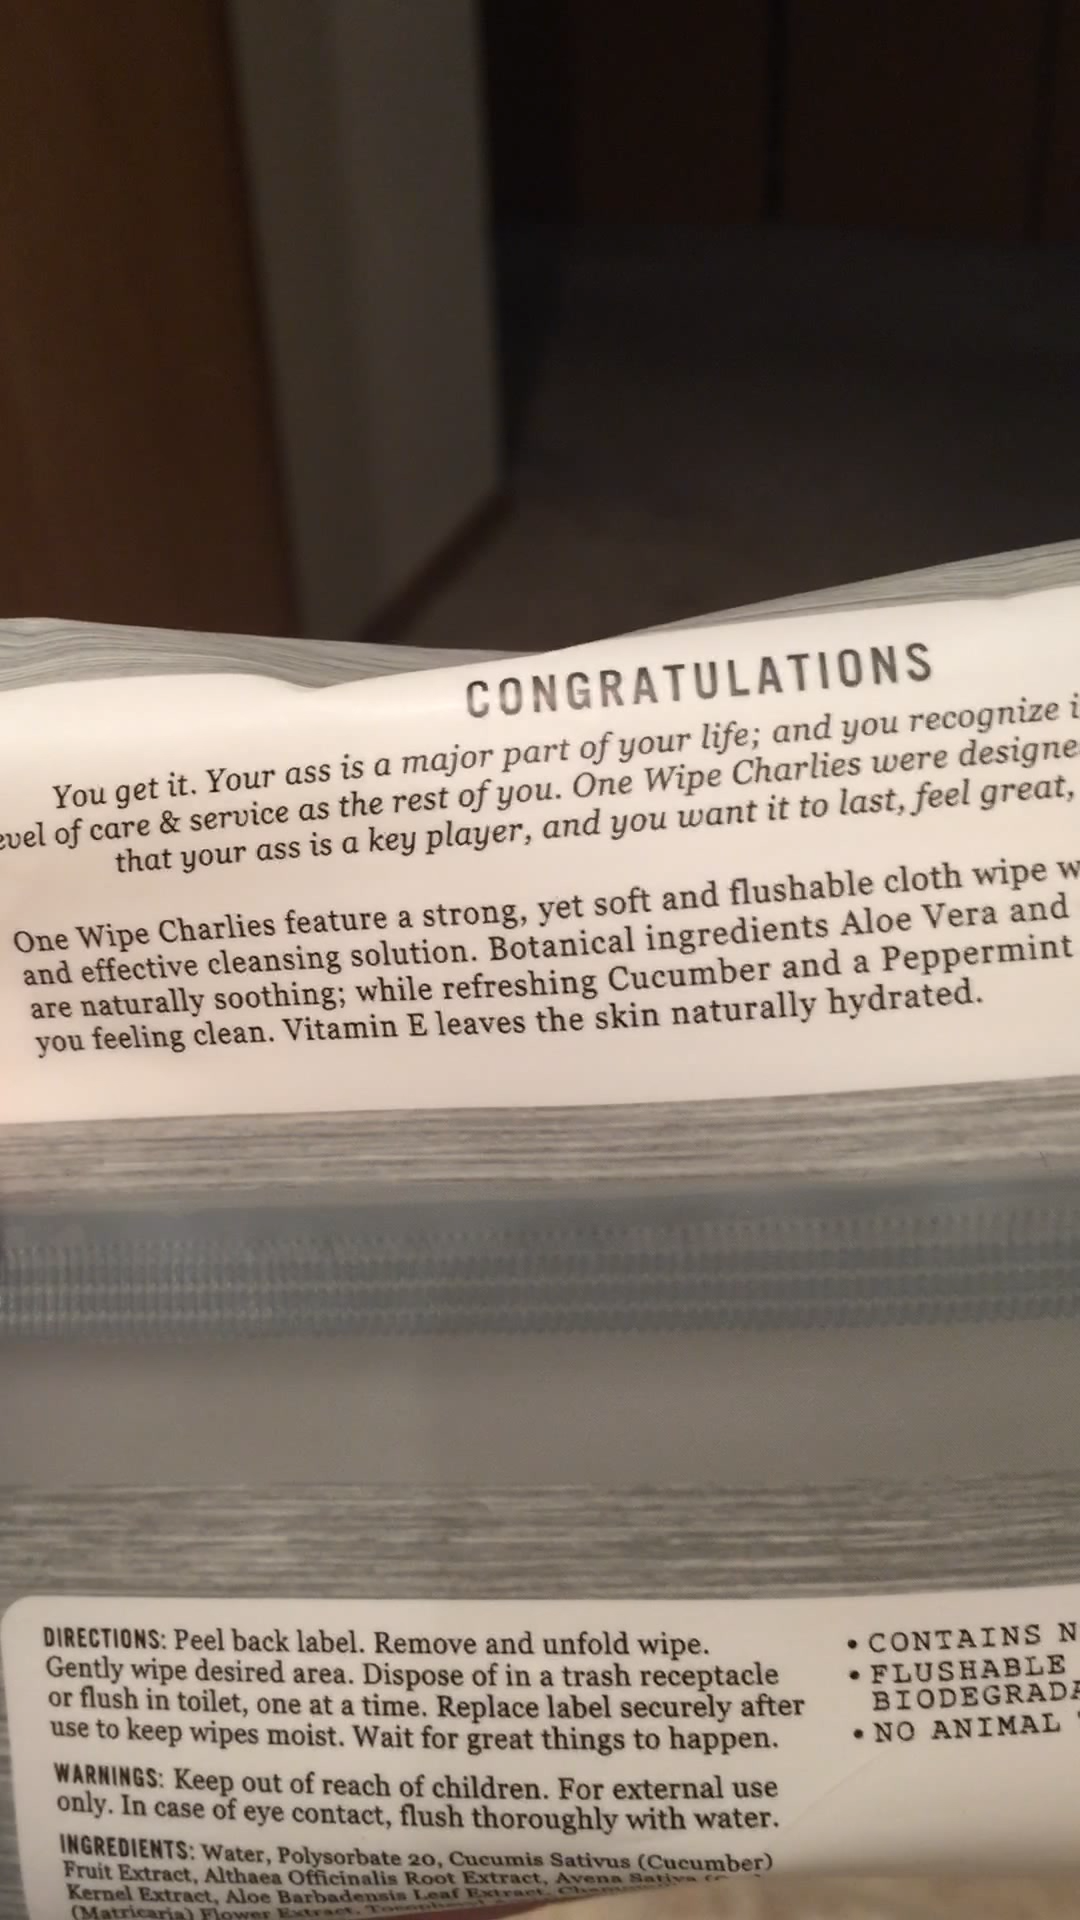 CONGRATULATIONS
You get it. Your ass is a major part of your life; and you recognize
level of care & service as the rest of you. One Wipe Charlies were
that your ass is a key player, and you want it to last, feel great,
One Wipe Charlies feature a strong, yet soft and flushable cloth wipe
and effective cleansing solution. Botanical ingredients Aloe Vera and
are naturally soothing; while refreshing Cucumber and a Peppermint
you feeling clean. Vitamin E leaves the skin naturally hydrated.
DIRECTIONS: Peel back label. Remove and unfold wipe.
Gently wipe desired area. Dispose of in a trash receptacle
or flush in toilet, one at a time. Replace label securely after
use to keep wipes moist. Wait for great things to happen.
WARNINGS: Keep out of reach of children. For external use
only. In case of eye contact, flush thoroughly with water.
INGREDIENTS: Water, Polysorbate 20, Cucumis Sativus (Cucumber)
Fruit Extract, Althaea Officinalis Root Extract, Avena Sativa
Kernel Extract, Aloe Barbadensis Leaf Extract,
(Matricaria) Flower Extract,
• CONTAINS
• FLUSHABLE
• NO ANIMAL